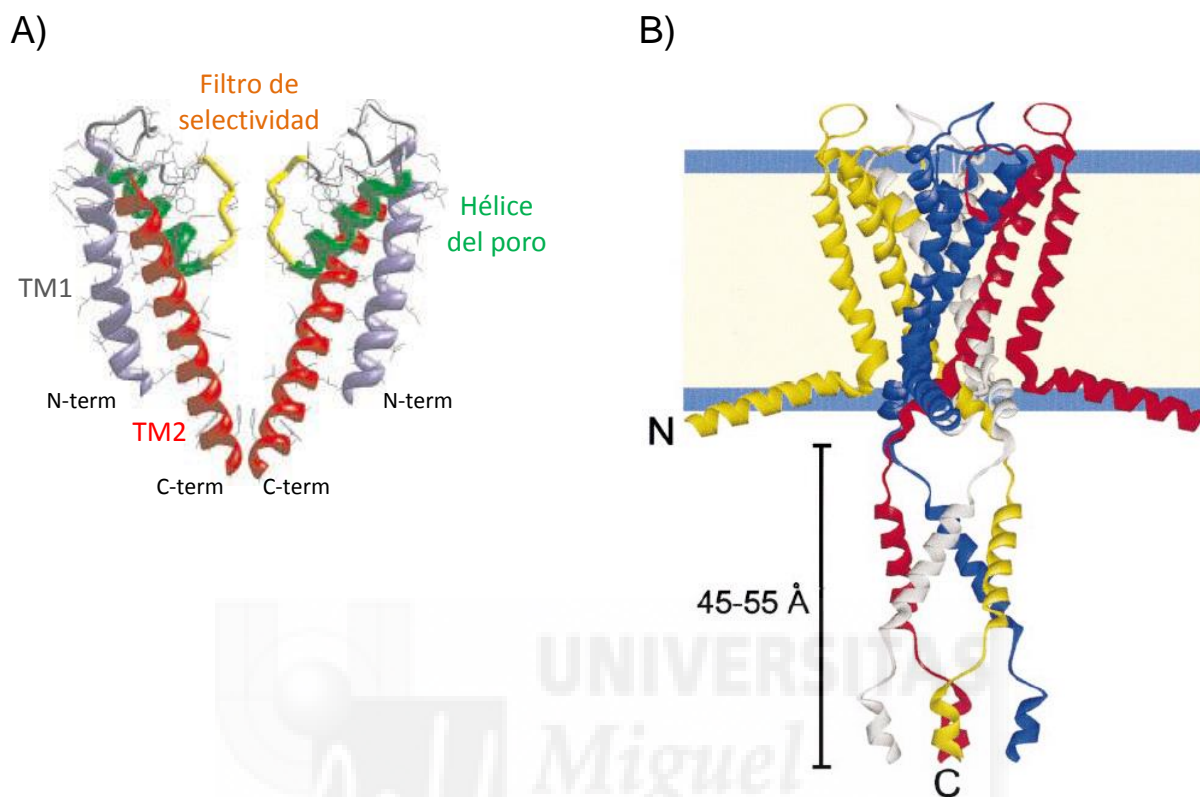 A)
B)
Filtro de
selectividad
Hélice
del poro
TM1
N-term
N-term
TM2
C-term
C-term
N
45-55 Å
C
UNIVERSITAS
Miguel